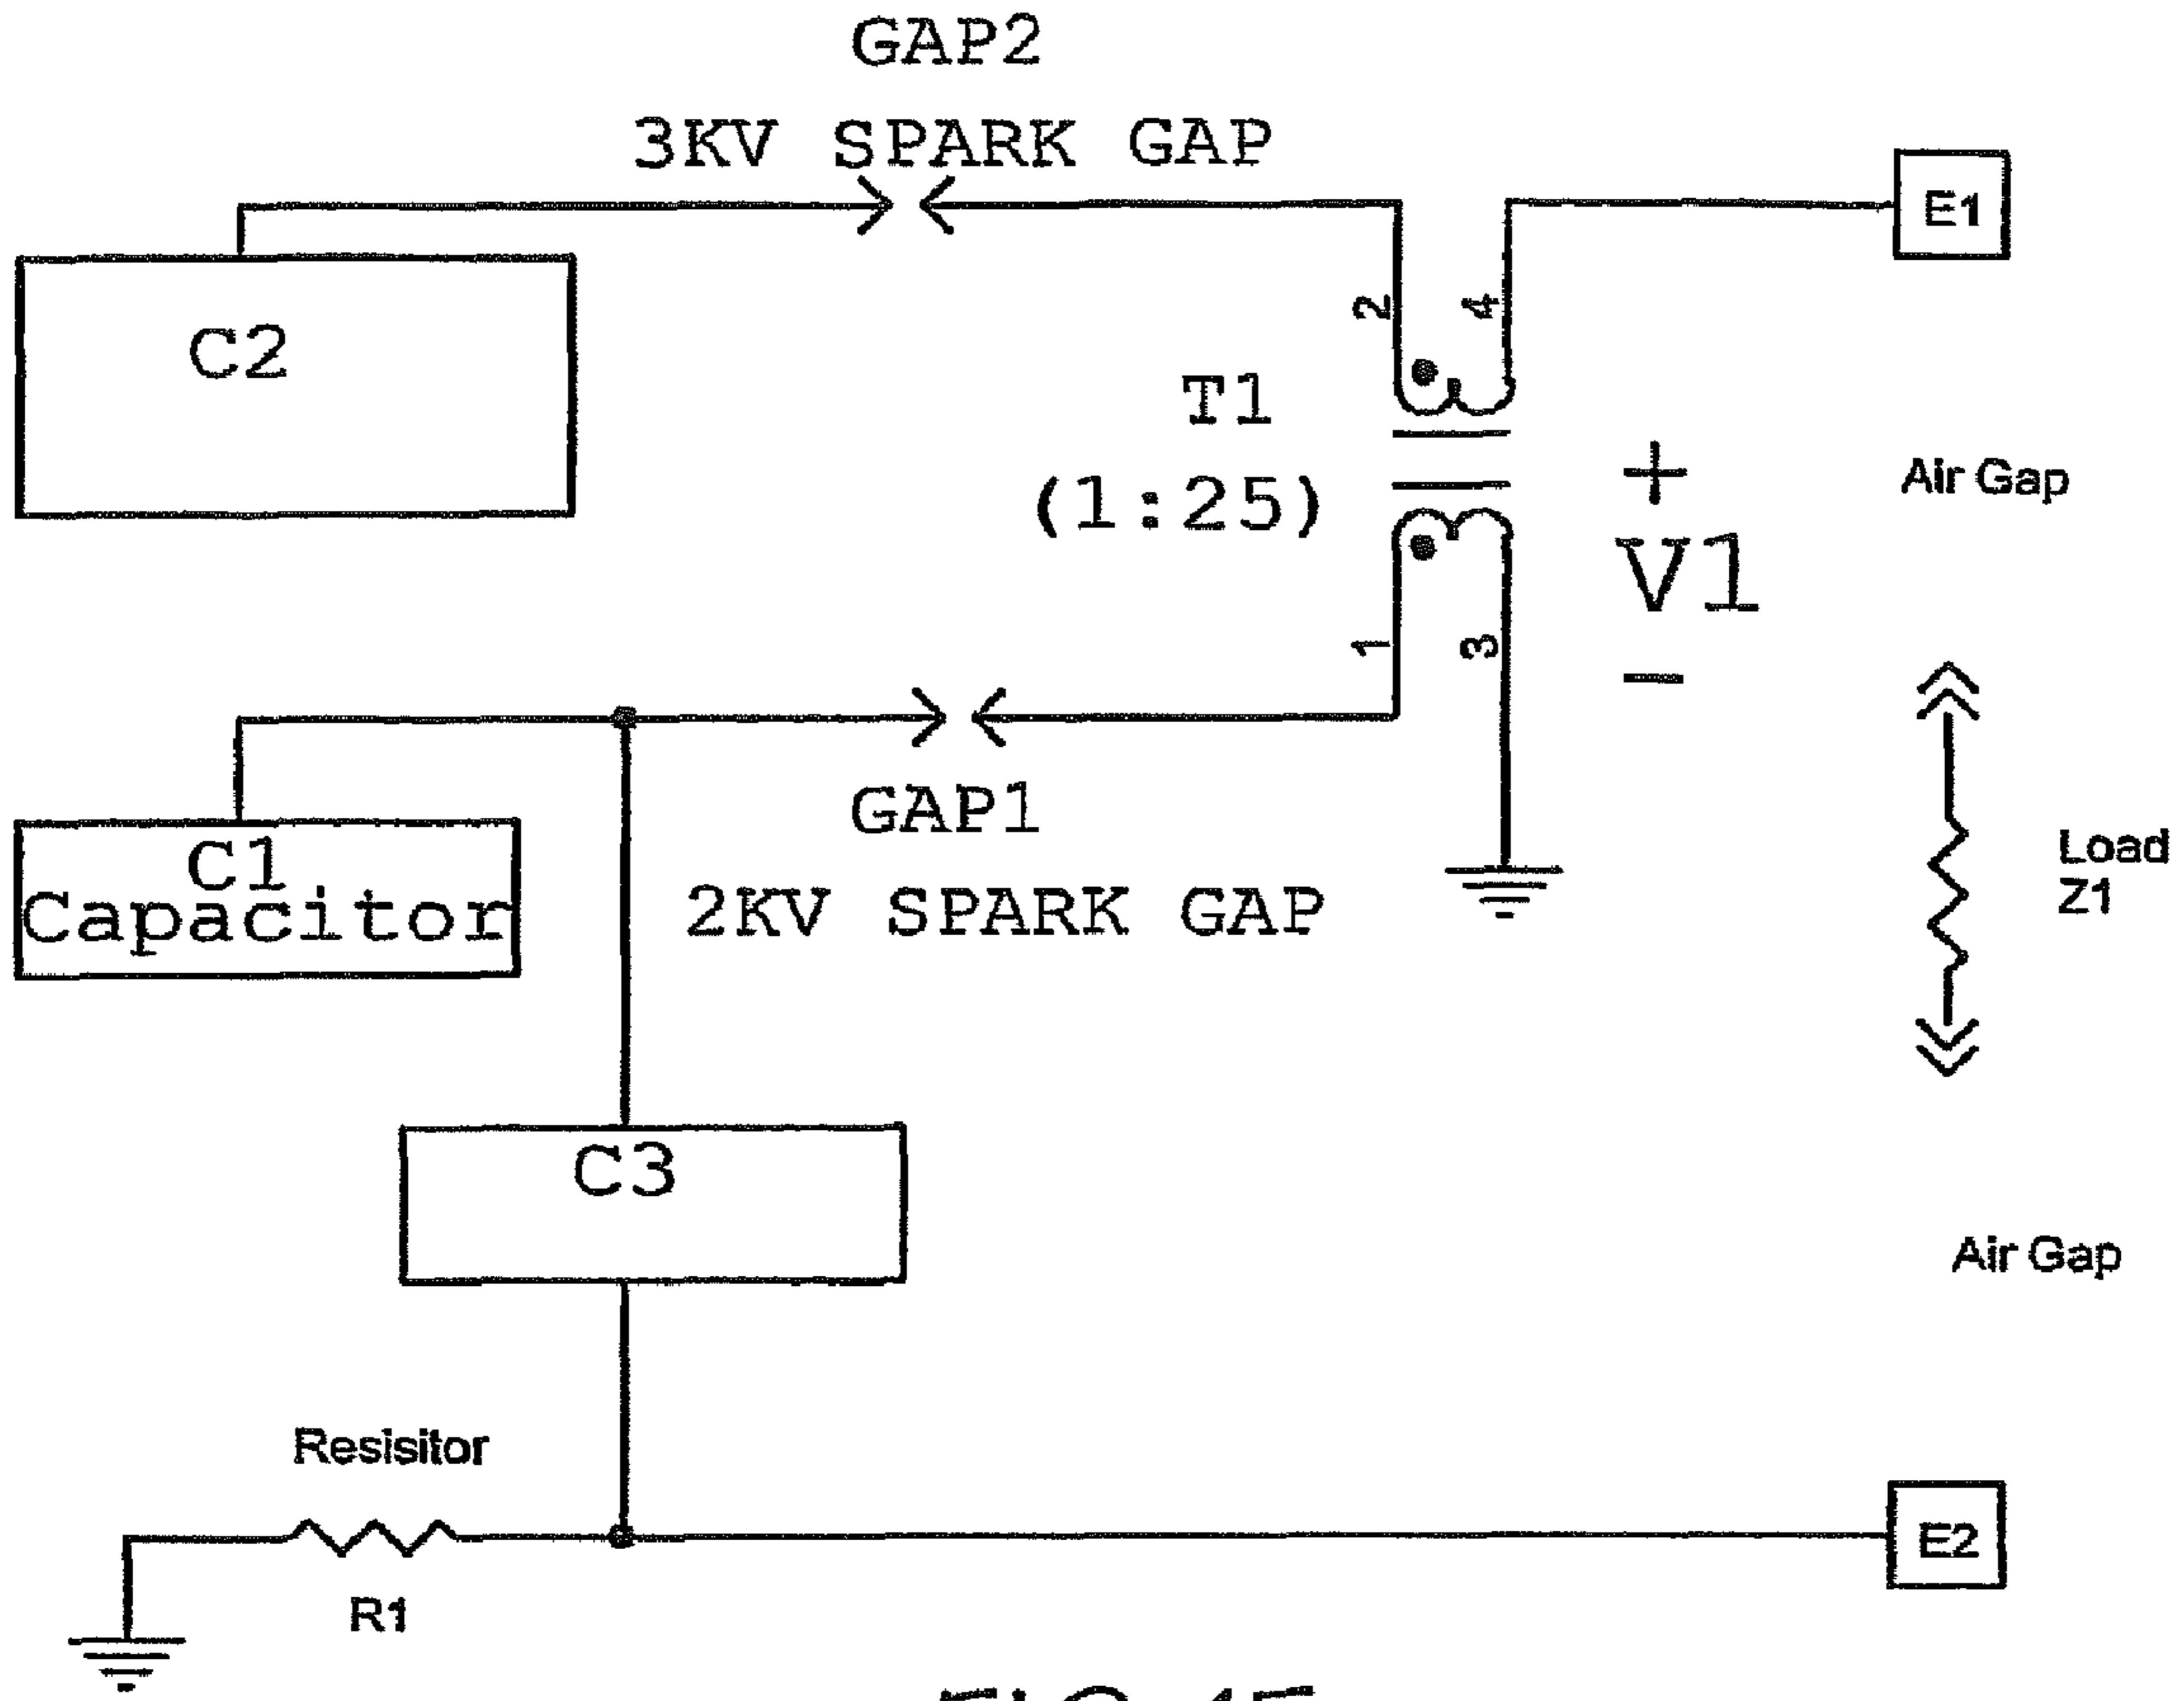 GAP2
3KV SPARK GAP
E1
C2
2
4
T1
(1:25)
+
V1
-
Air Gap
1
3
GAP1
2KV SPARK GAP
C1
Capacitor
Load
Z1
C3
Air Gap
Resisitor
R1
E2